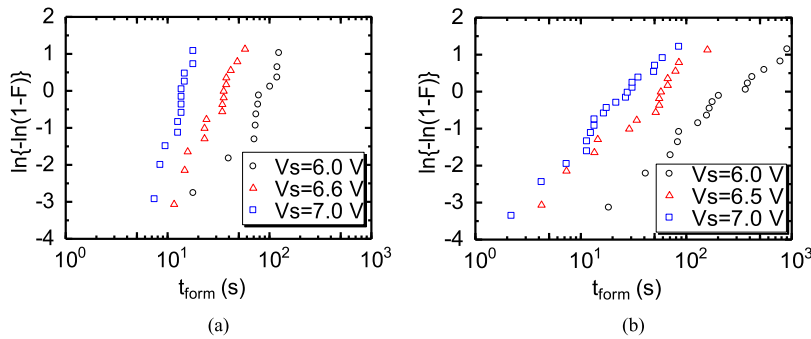 ln{-ln(1-F)}
2
1
0
-1
-2
-3
-4
Vs=6.0 V
Vs=6.6 V
Vs=7.0 V
10^0 10^1 10^2 10^3
t_form (s)
(a)
ln{-ln(1-F)}
2
1
0
-1
-2
-3
-4
Vs=6.0 V
Vs=6.5 V
Vs=7.0 V
10^0 10^1 10^2 10^3
t_form (s)
(b)